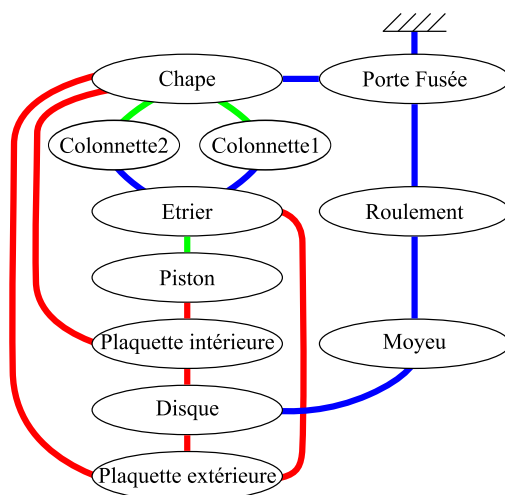 Chape
Porte Fusée
Colonnette2
Colonnette1
Etrier
Roulement
Piston
Plaquette intérieure
Moyeu
Disque
Plaquette extérieure